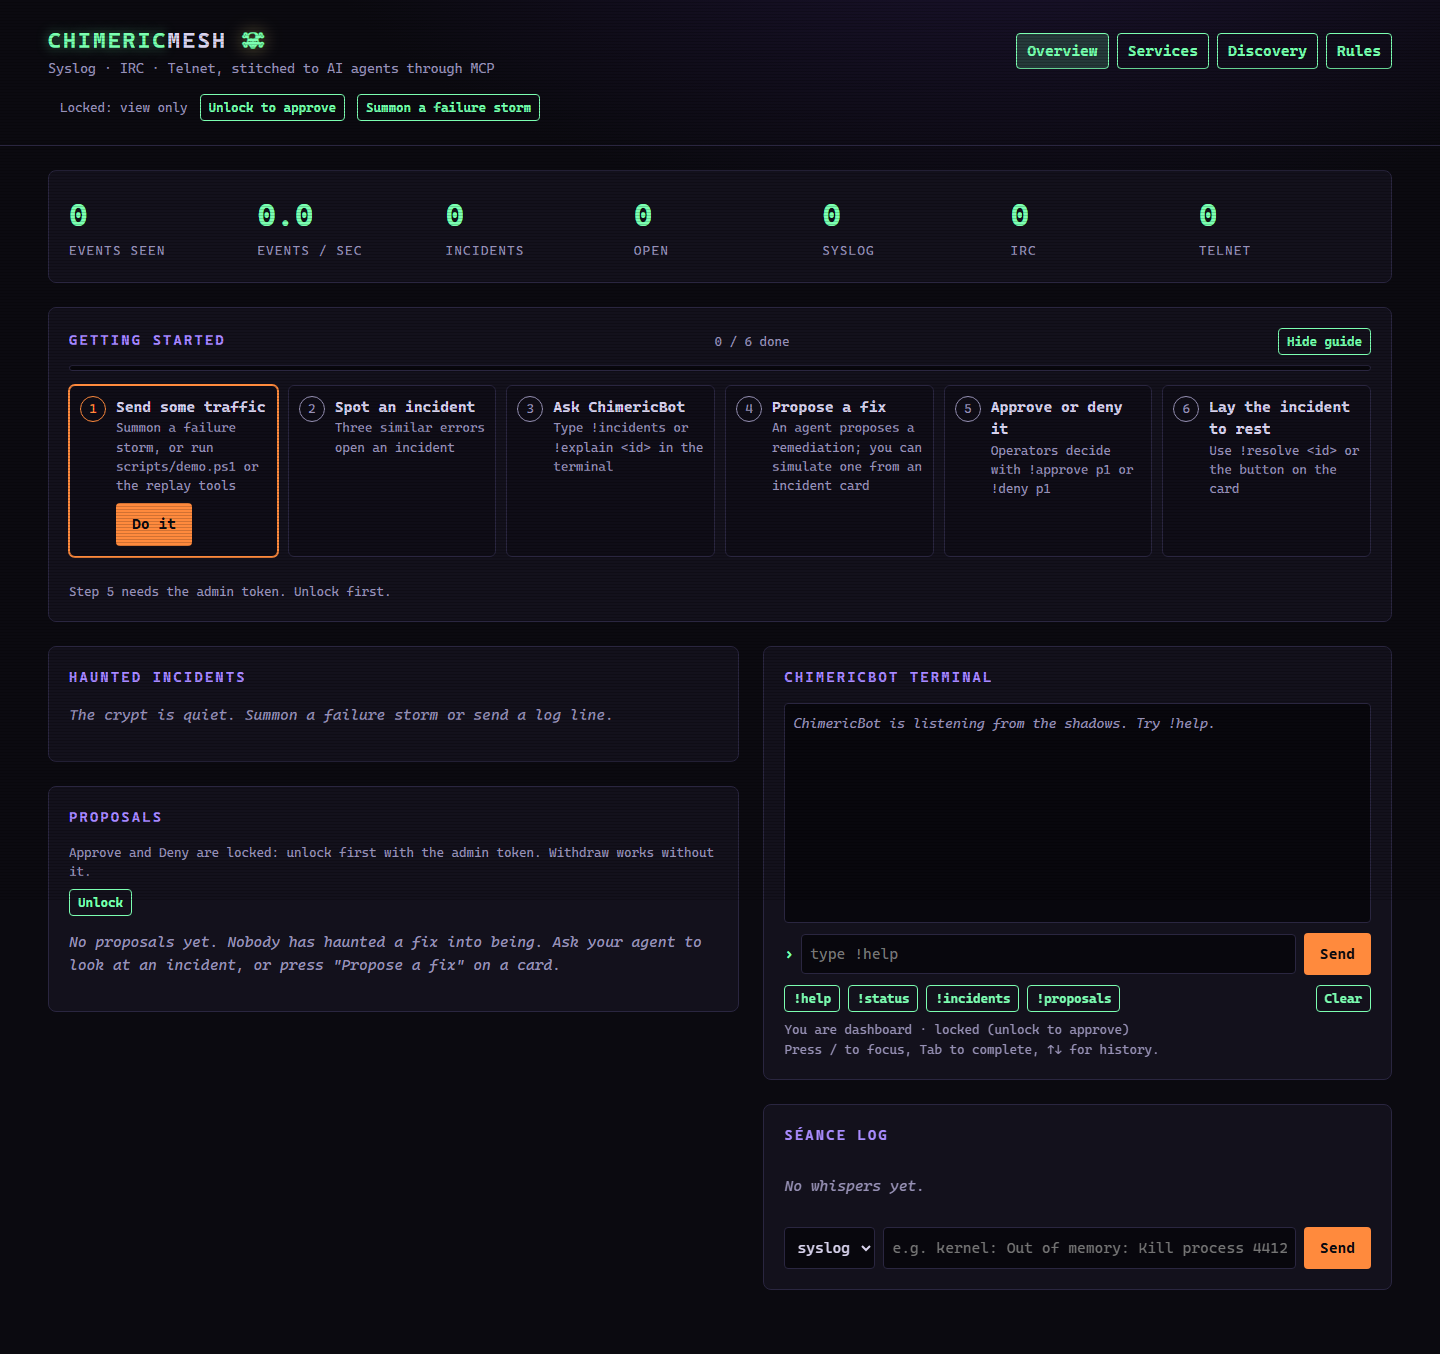 CHIMERICMESH
Syslog · IRC · Telnet, stitched to AI agents through MCP
Overview
Services
Discovery
Rules
Locked: view only
Unlock to approve
Summon a failure storm
0
EVENTS SEEN
0.0
EVENTS / SEC
0
INCIDENTS
0
OPEN
0
SYSLOG
0
IRC
0
TELNET
GETTING STARTED
0 / 6 done
Hide guide
1
Send some traffic
Summon a failure
storm, or run
scripts/demo.ps1 or
the replay tools
Do it
2
Spot an incident
Three similar errors
open an incident
3
Ask ChimericBot
Type !incidents or
!explain <id> in the
terminal
4
Propose a fix
An agent proposes a
remediation; you can
simulate one from an
incident card
5
Approve or deny
it
Operators decide
with !approve p1 or
!deny p1
6
Lay the incident
to rest
Use !resolve <id> or
the button on the
card
Step 5 needs the admin token. Unlock first.
HAUNTED INCIDENTS
The crypt is quiet. Summon a failure storm or send a log line.
PROPOSALS
Approve and Deny are locked: unlock first with the admin token. Withdraw works without
it.
Unlock
No proposals yet. Nobody has haunted a fix into being. Ask your agent to
look at an incident, or press "Propose a fix" on a card.
CHIMERICBOT TERMINAL
ChimericBot is listening from the shadows. Try !help.
› type !help
Send
!help
!status
!incidents
!proposals
Clear
You are dashboard · locked (unlock to approve)
Press / to focus, Tab to complete, ↑↓ for history.
SÉANCE LOG
No whispers yet.
syslog
e.g. kernel: Out of memory: Kill process 4412
Send